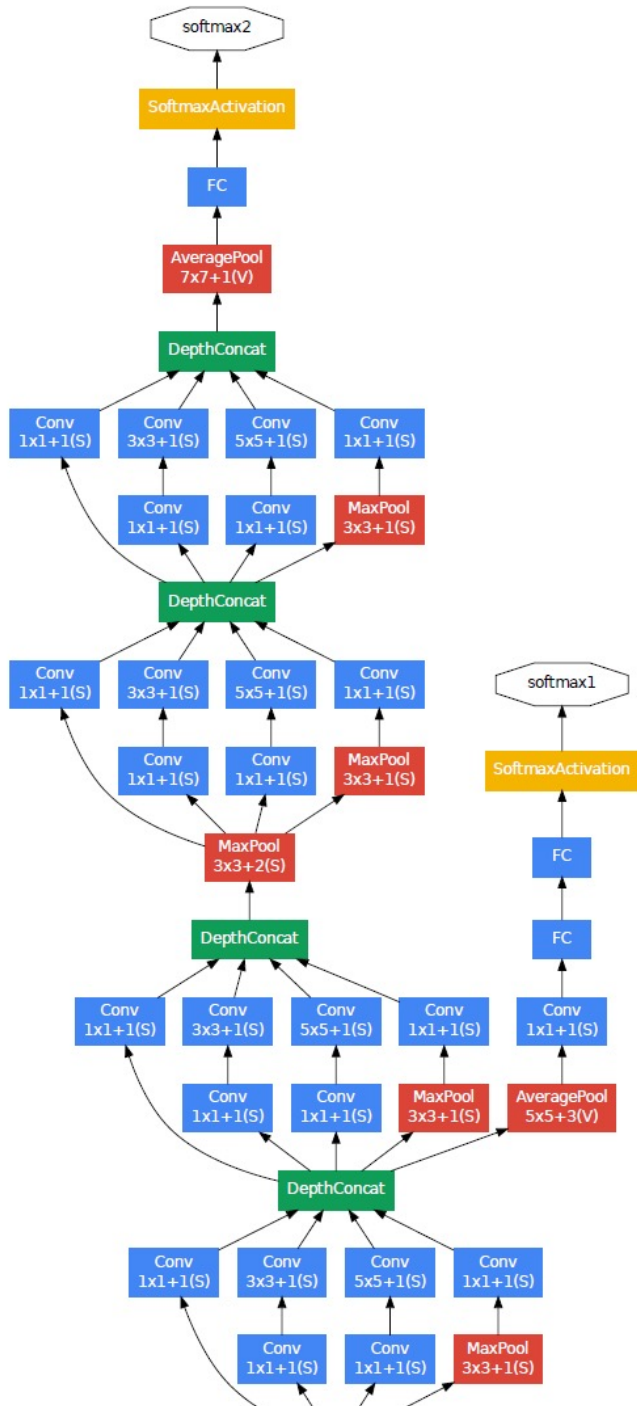 softmax2
SoftmaxActivation
FC
AveragePool
7x7+1(V)
DepthConcat
Conv
1x1+1(S)
Conv
3x3+1(S)
Conv
5x5+1(S)
Conv
1x1+1(S)
Conv
1x1+1(S)
Conv
1x1+1(S)
MaxPool
3x3+1(S)
DepthConcat
Conv
1x1+1(S)
Conv
3x3+1(S)
Conv
5x5+1(S)
Conv
1x1+1(S)
softmax1
Conv
1x1+1(S)
Conv
1x1+1(S)
MaxPool
3x3+1(S)
SoftmaxActivation
MaxPool
3x3+2(S)
FC
DepthConcat
FC
Conv
1x1+1(S)
Conv
3x3+1(S)
Conv
5x5+1(S)
Conv
1x1+1(S)
Conv
1x1+1(S)
Conv
1x1+1(S)
Conv
1x1+1(S)
MaxPool
3x3+1(S)
AveragePool
5x5+3(V)
DepthConcat
Conv
1x1+1(S)
Conv
3x3+1(S)
Conv
5x5+1(S)
Conv
1x1+1(S)
Conv
1x1+1(S)
Conv
1x1+1(S)
MaxPool
3x3+1(S)